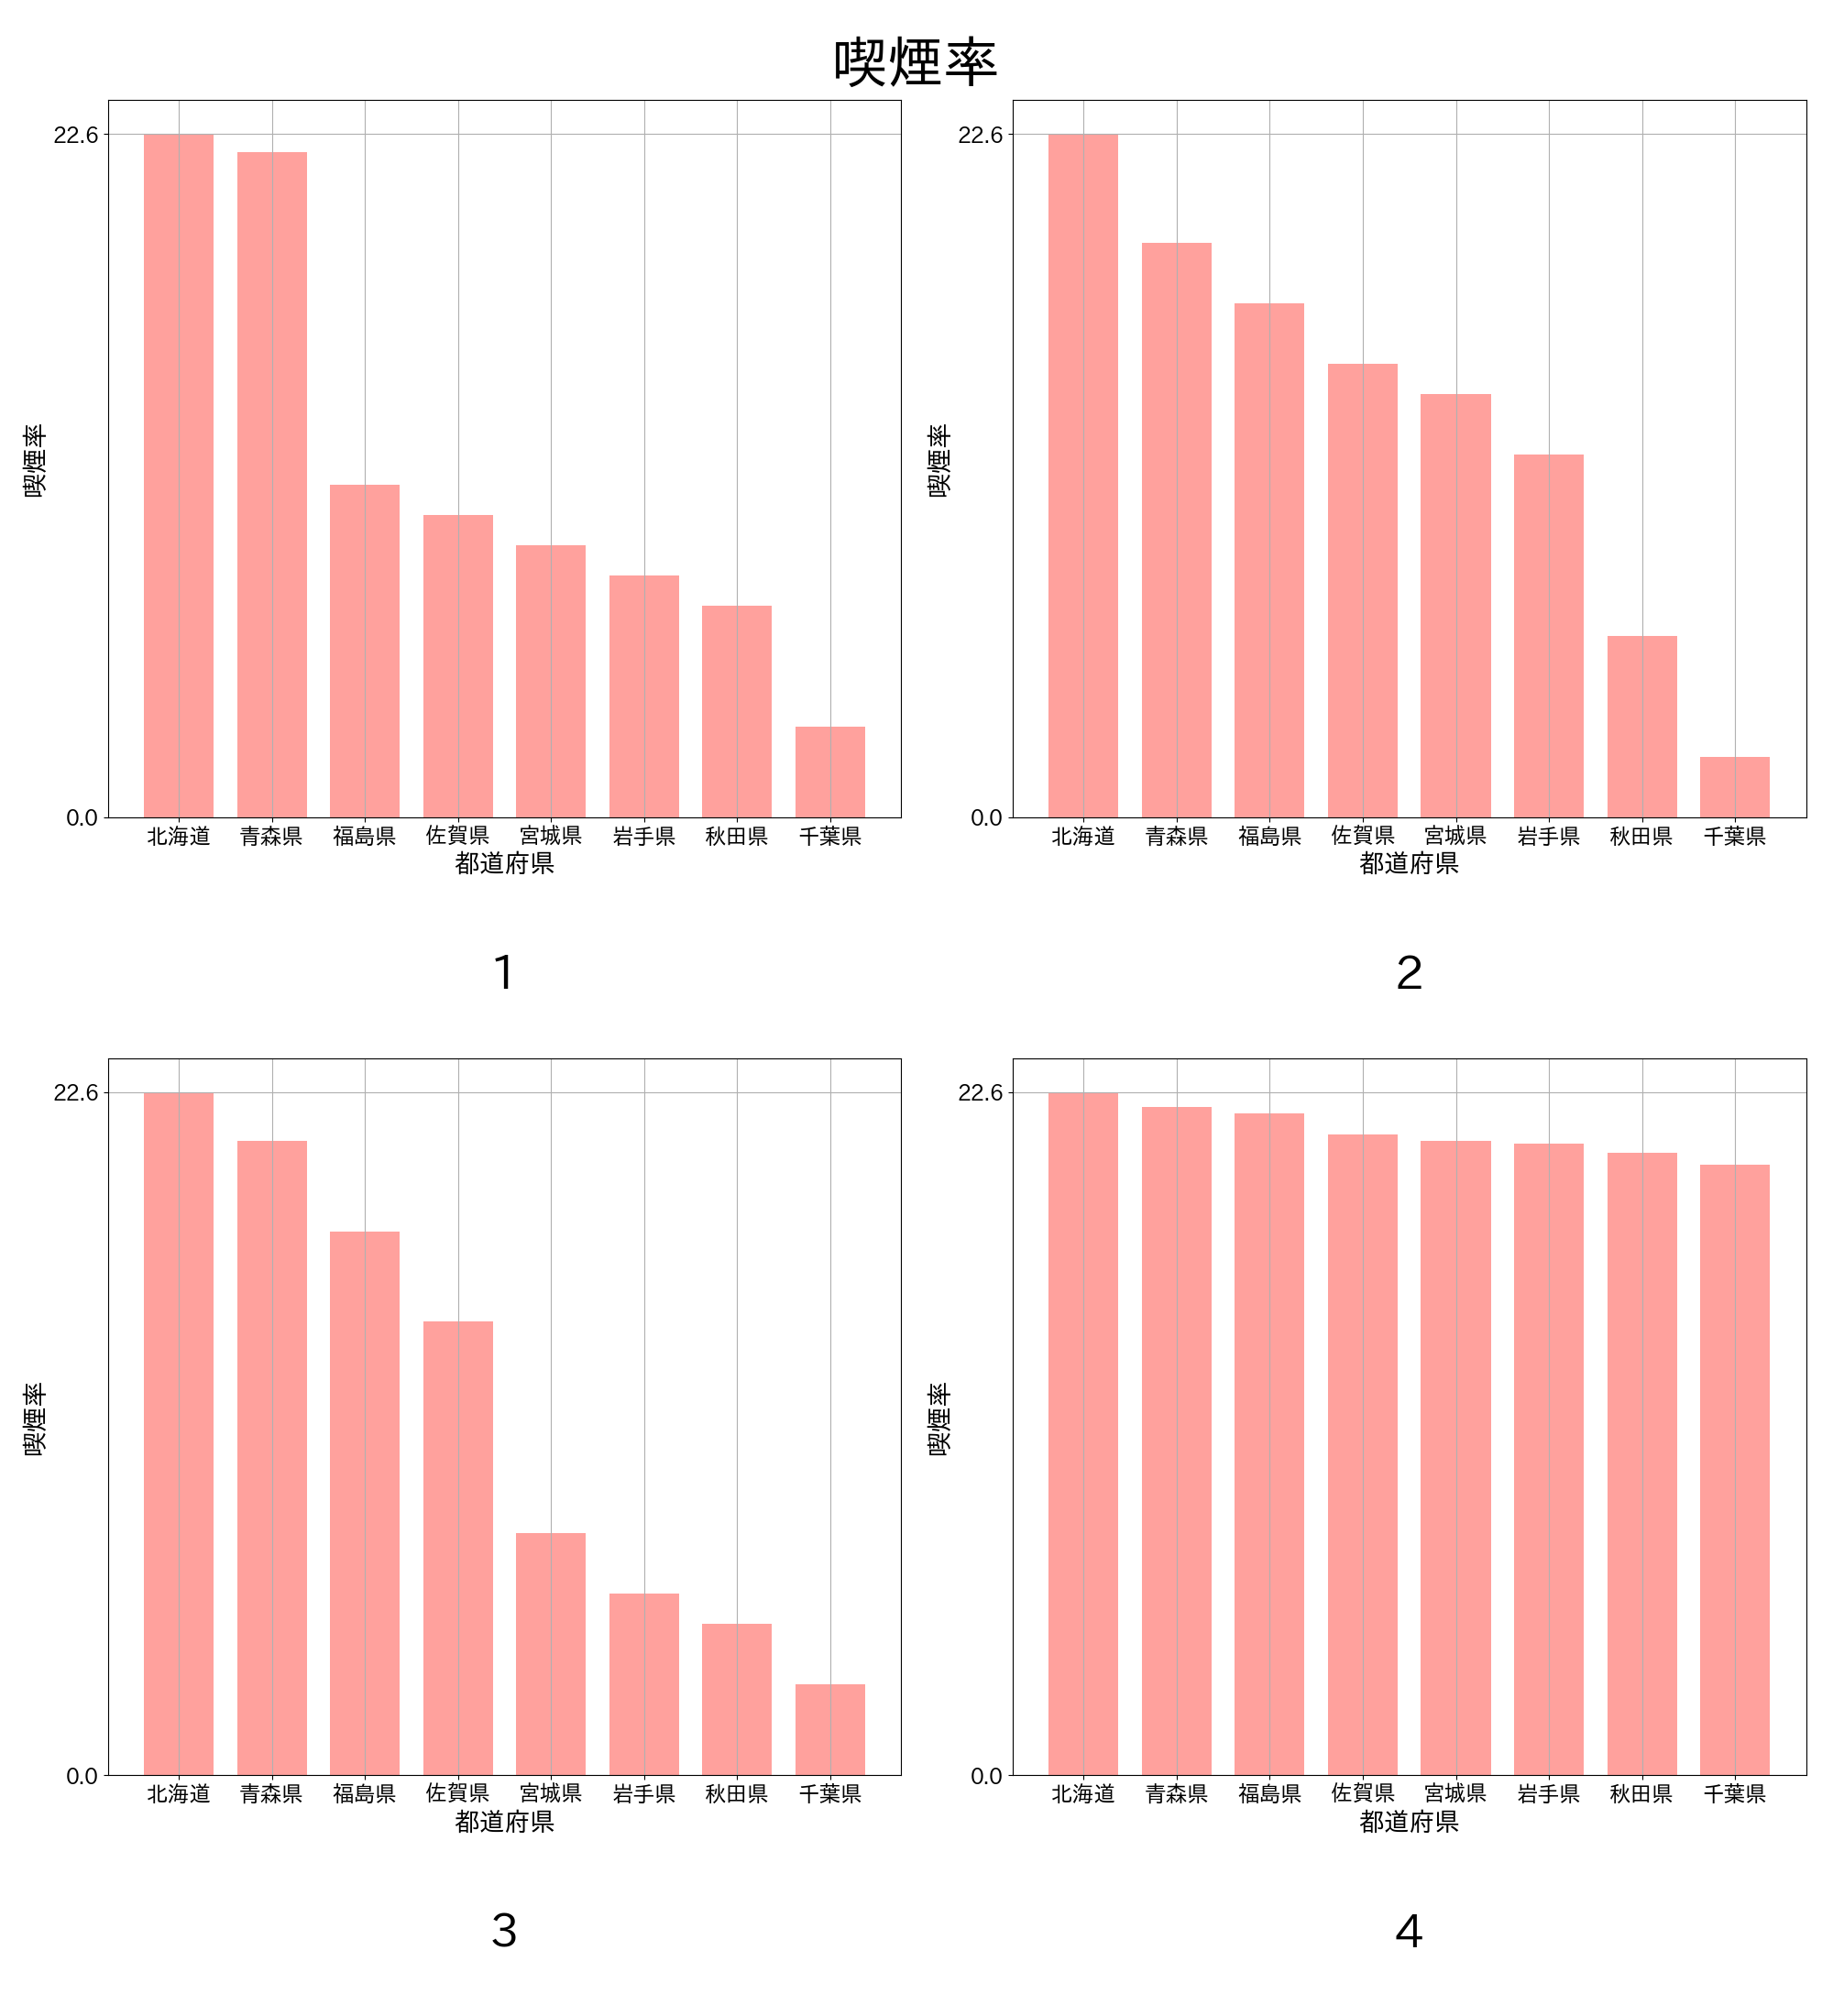 喫煙率
22.6
0.0
喫煙率
北海道 青森県 福島県 佐賀県 宮城県 岩手県 秋田県 千葉県
都道府県
1
22.6
0.0
喫煙率
北海道 青森県 福島県 佐賀県 宮城県 岩手県 秋田県 千葉県
都道府県
2
22.6
0.0
喫煙率
北海道 青森県 福島県 佐賀県 宮城県 岩手県 秋田県 千葉県
都道府県
3
22.6
0.0
喫煙率
北海道 青森県 福島県 佐賀県 宮城県 岩手県 秋田県 千葉県
都道府県
4